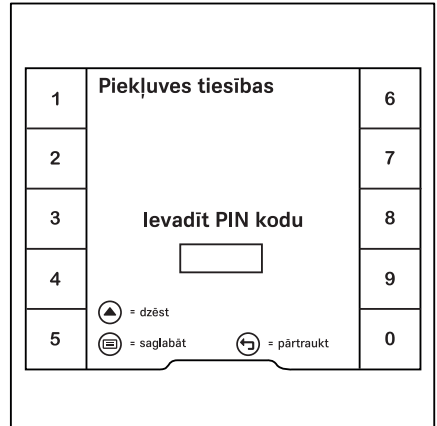 Piekļuves tiesības
1
6
2
7
3
Ievadīt PIN kodu
8
4
9
= dzēst
5
= saglabāt
= pārtraukt
0